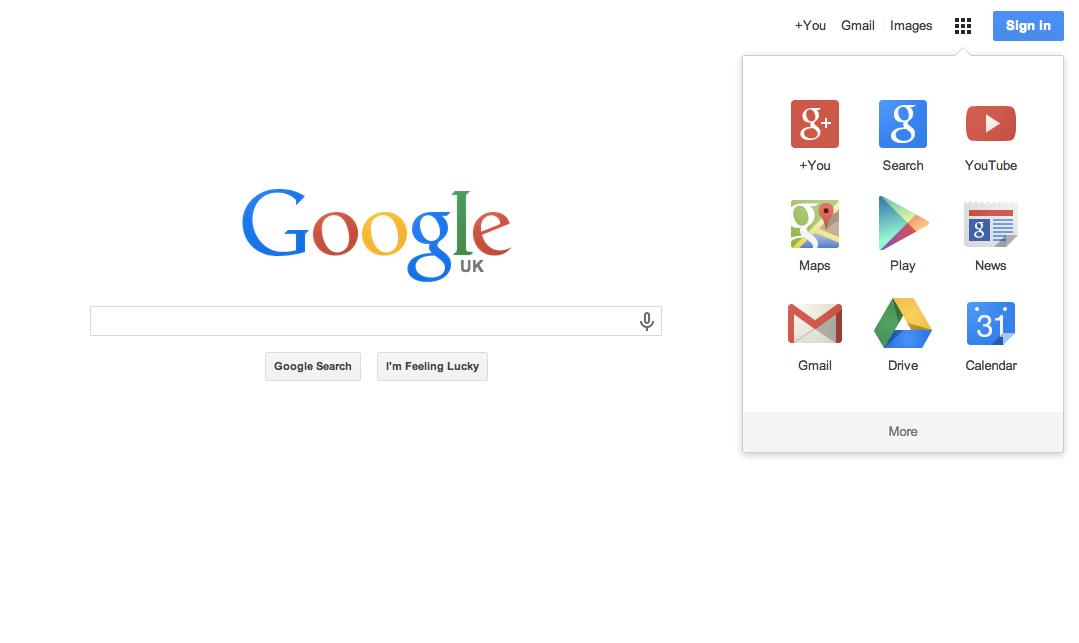 +You Gmail Images Sign in
g+ g
+You Search YouTube
Google
UK
g
Maps Play News
31
Gmail Drive Calendar
Google Search I'm Feeling Lucky
More